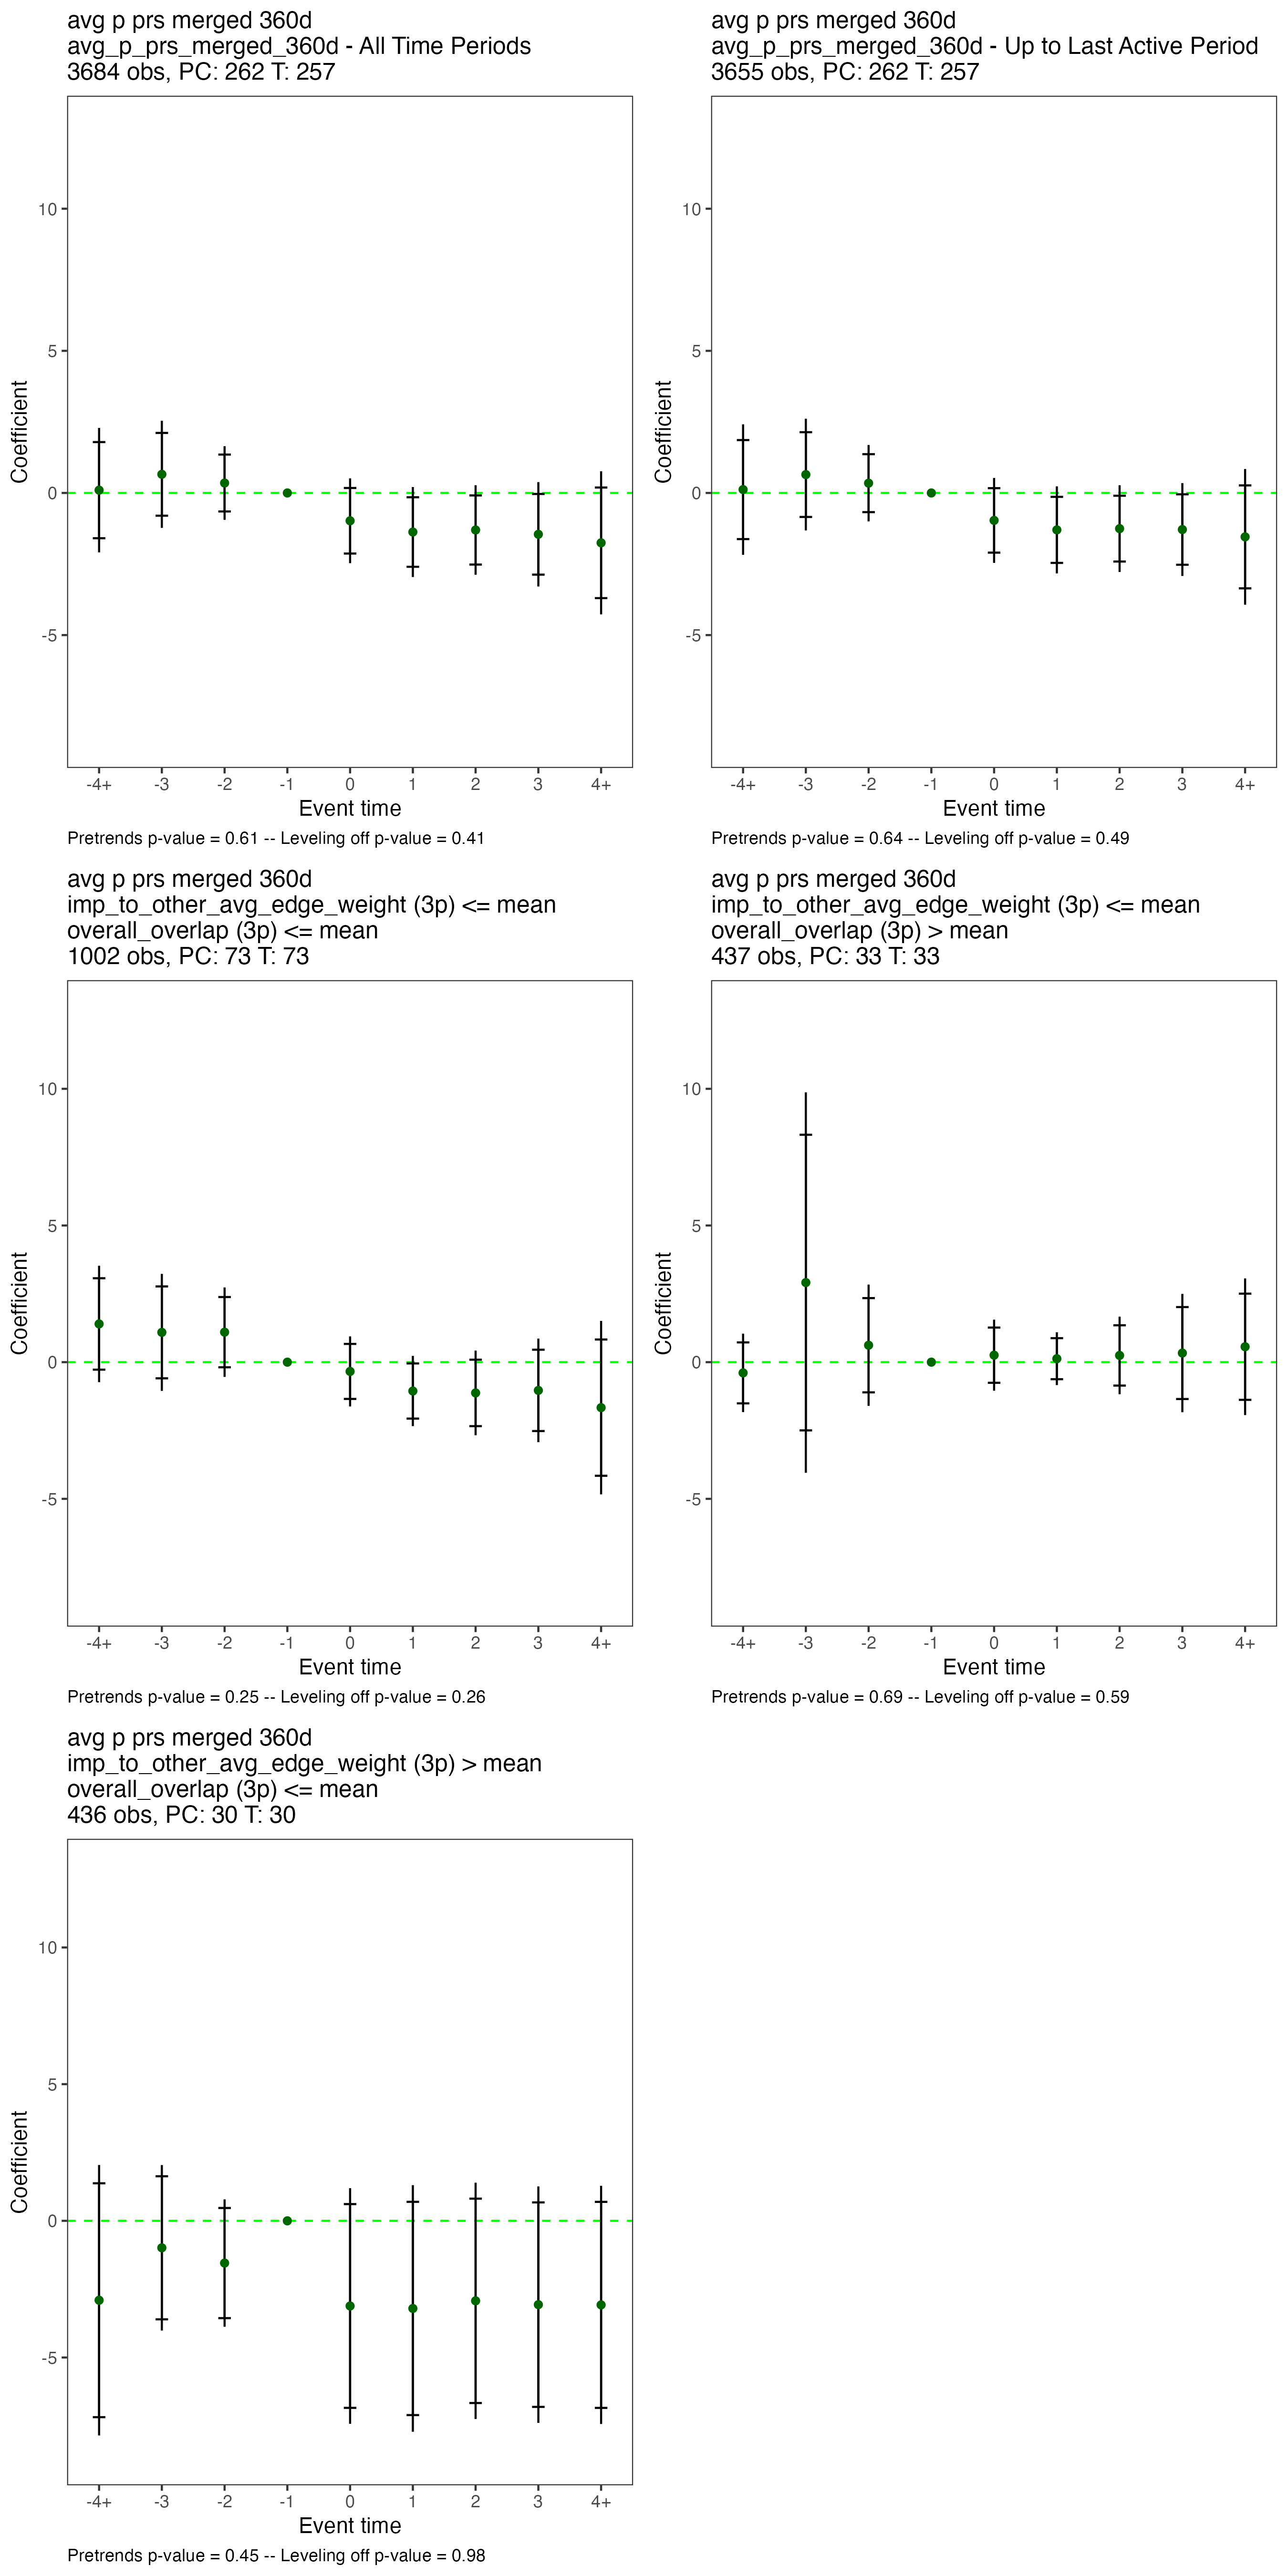 avg p prs merged 360d
avg_p_prs_merged_360d - All Time Periods
3684 obs, PC: 262 T: 257
10
5
0
-5
Coefficient
-4+ -3 -2 -1 0 1 2 3 4+
Event time
Pretrends p-value = 0.61 -- Leveling off p-value = 0.41
avg p prs merged 360d
avg_p_prs_merged_360d - Up to Last Active Period
3655 obs, PC: 262 T: 257
10
5
0
-5
Coefficient
-4+ -3 -2 -1 0 1 2 3 4+
Event time
Pretrends p-value = 0.64 -- Leveling off p-value = 0.49
avg p prs merged 360d
imp_to_other_avg_edge_weight (3p) <= mean
overall_overlap (3p) <= mean
1002 obs, PC: 73 T: 73
10
5
0
-5
Coefficient
-4+ -3 -2 -1 0 1 2 3 4+
Event time
Pretrends p-value = 0.25 -- Leveling off p-value = 0.26
avg p prs merged 360d
imp_to_other_avg_edge_weight (3p) <= mean
overall_overlap (3p) > mean
437 obs, PC: 33 T: 33
10
5
0
-5
Coefficient
-4+ -3 -2 -1 0 1 2 3 4+
Event time
Pretrends p-value = 0.69 -- Leveling off p-value = 0.59
avg p prs merged 360d
imp_to_other_avg_edge_weight (3p) > mean
overall_overlap (3p) <= mean
436 obs, PC: 30 T: 30
10
5
0
-5
Coefficient
-4+ -3 -2 -1 0 1 2 3 4+
Event time
Pretrends p-value = 0.45 -- Leveling off p-value = 0.98